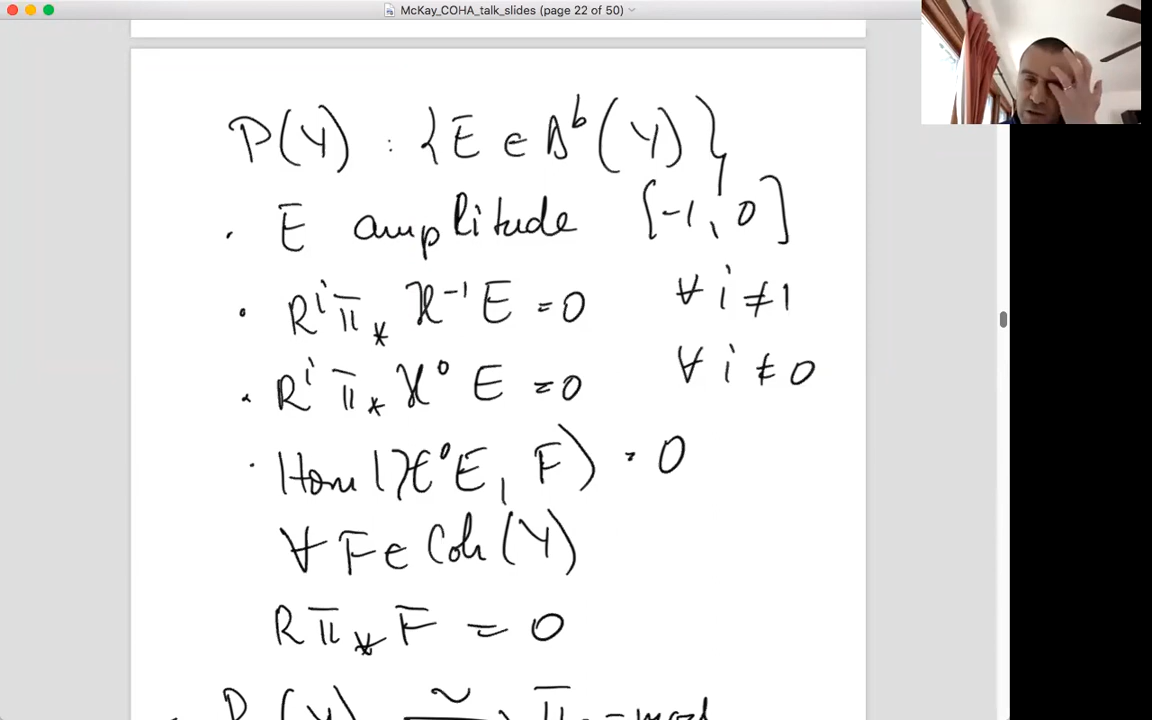 McKay_COHA_talk_slides (page 22 of 50)
P(Y) : {E ∈ D^b(Y)}
· E amplitude [-1, 0]
· R^i π_* ℋ^{-1} E = 0 ∀ i ≠ 1
· R^i π_* ℋ^0 E = 0 ∀ i ≠ 0
· Hom(ℋ^0 E, F) = 0
∀ F ∈ Coh(Y)
R π_* F = 0